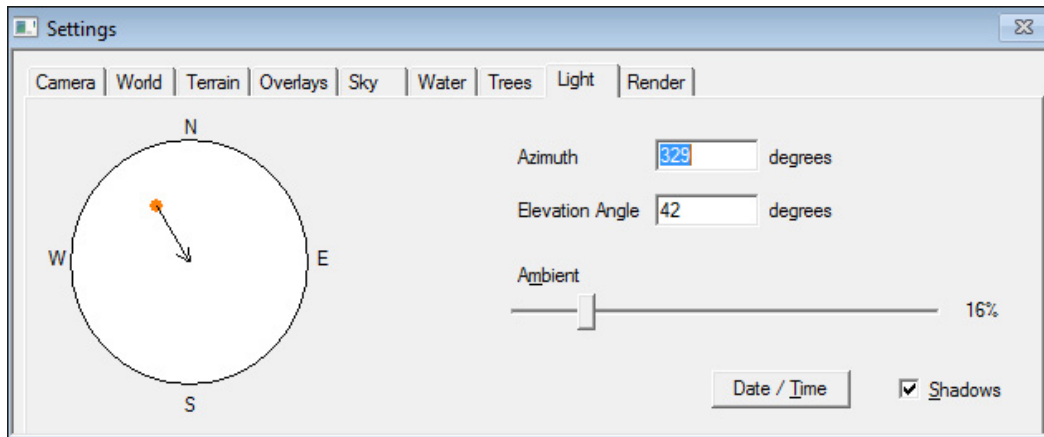 Settings
Camera World Terrain Overlays Sky Water Trees Light Render
N
W
E
S
Azimuth 329 degrees
Elevation Angle 42 degrees
Ambient
16%
Date / Time Shadows